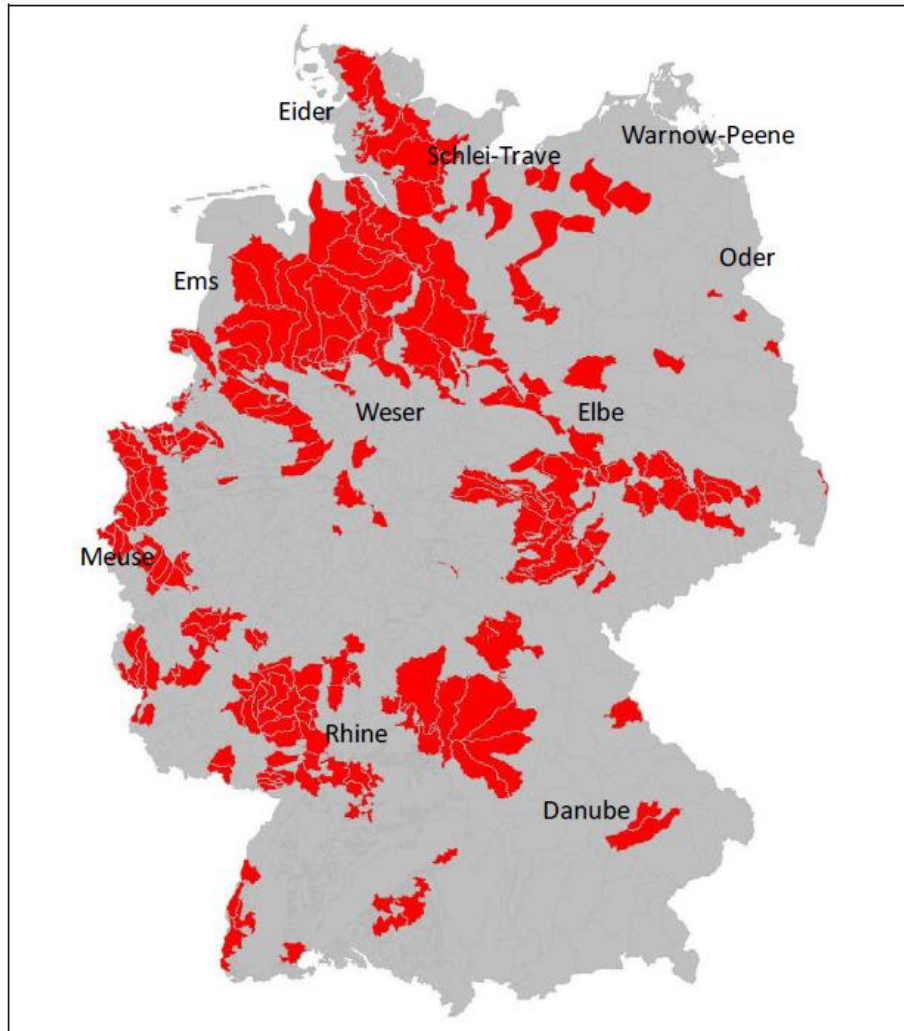 Eider
Schlei-Trave
Warnow-Peene
Oder
Ems
Weser
Elbe
Meuse
Rhine
Danube